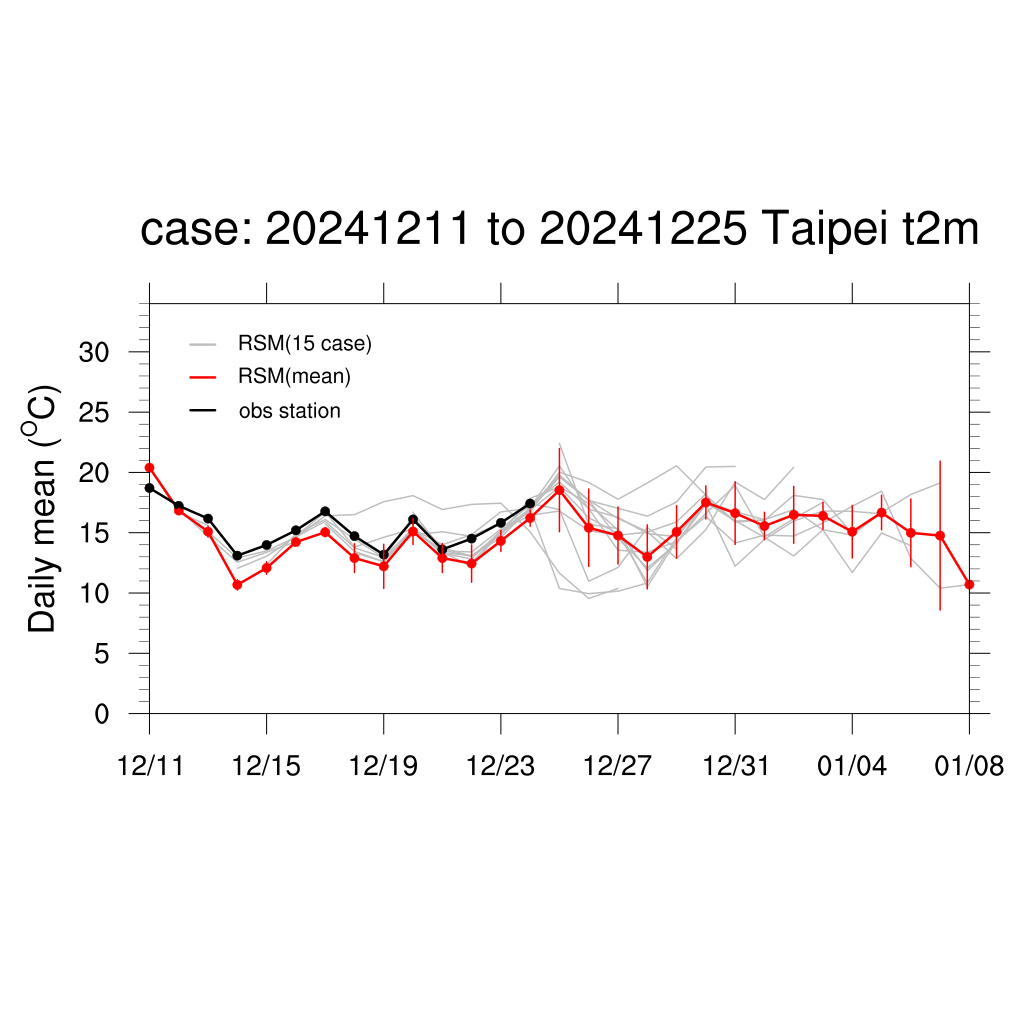 case: 20241211 to 20241225 Taipei t2m
RSM(15 case)
RSM(mean)
obs station
Daily mean (°C)
30
25
20
15
10
5
0
12/11 12/15 12/19 12/23 12/27 12/31 01/04 01/08